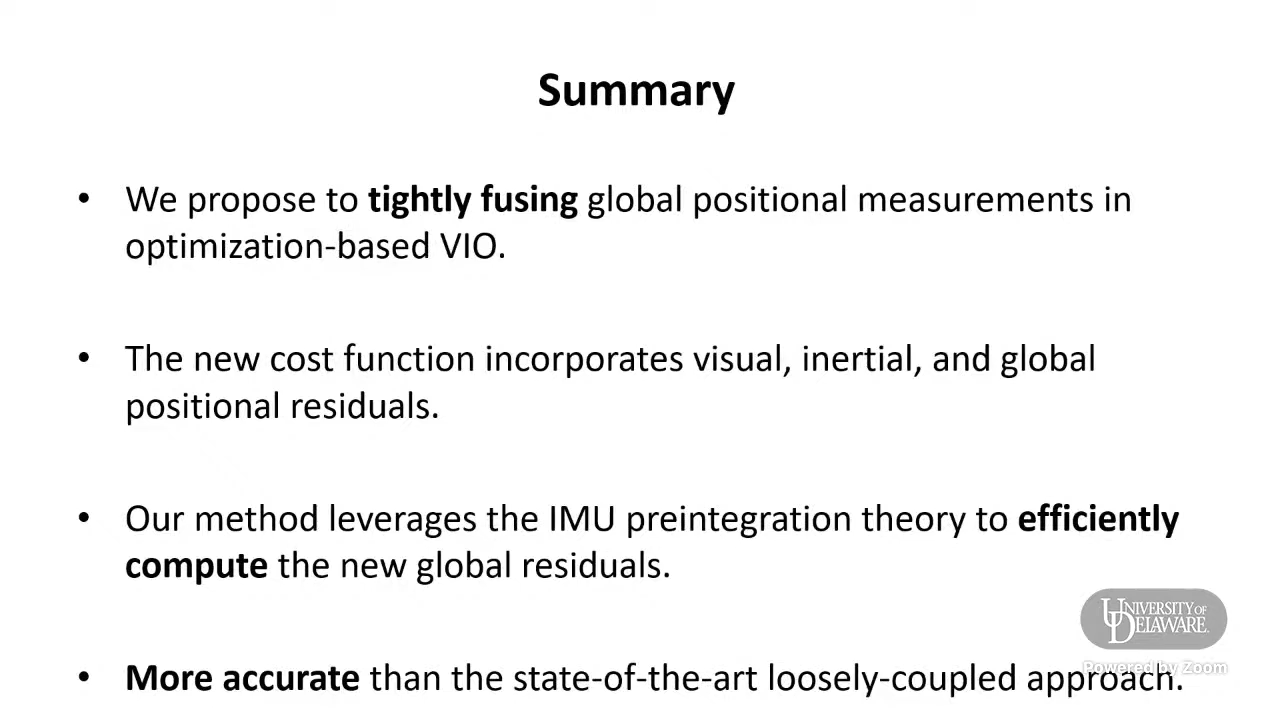 Summary
• We propose to tightly fusing global positional measurements in
optimization-based VIO.
• The new cost function incorporates visual, inertial, and global
positional residuals.
• Our method leverages the IMU preintegration theory to efficiently
compute the new global residuals.
UNIVERSITY OF
DELAWARE.
Powered by Zoom
• More accurate than the state-of-the-art loosely-coupled approach.